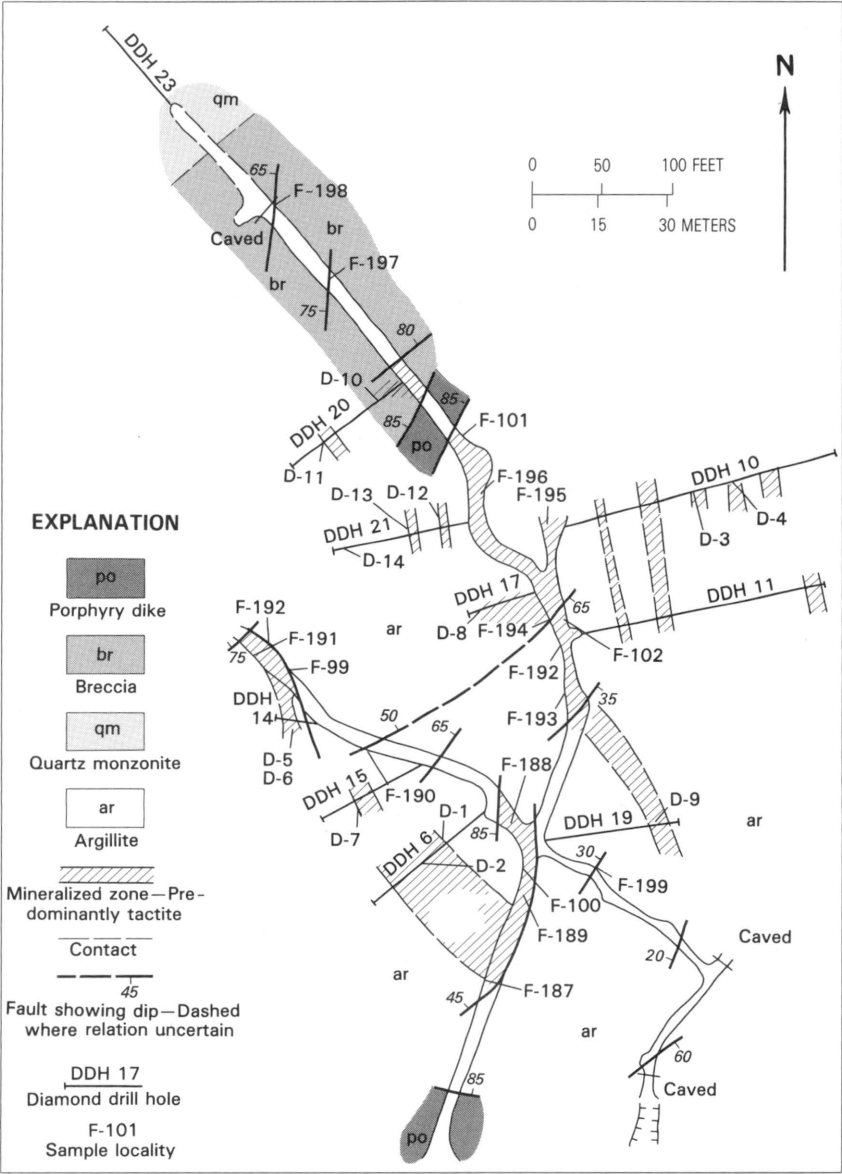 DDH 23
qm
N
0 50 100 FEET
0 15 30 METERS
65
F-198
Caved
br
F-197
br
75
80
D-10
DDH 20
85
85
F-101
po
D-11
F-196
F-195
DDH 10
D-13
D-12
DDH 21
D-14
D-3
D-4
DDH 17
DDH 11
65
D-8
F-194
F-102
ar
F-192
F-191
F-99
75
DDH 14
D-5
D-6
F-192
F-193
35
50
65
DDH 15
F-190
F-188
D-7
D-1
85
DDH 6
D-2
DDH 19
D-9
ar
30
F-199
F-100
F-189
20
Caved
ar
45
F-187
ar
60
Caved
85
po
EXPLANATION
po
Porphyry dike
br
Breccia
qm
Quartz monzonite
ar
Argillite
Mineralized zone—Pre-
dominantly tactite
Contact
45
Fault showing dip—Dashed
where relation uncertain
DDH 17
Diamond drill hole
F-101
Sample locality